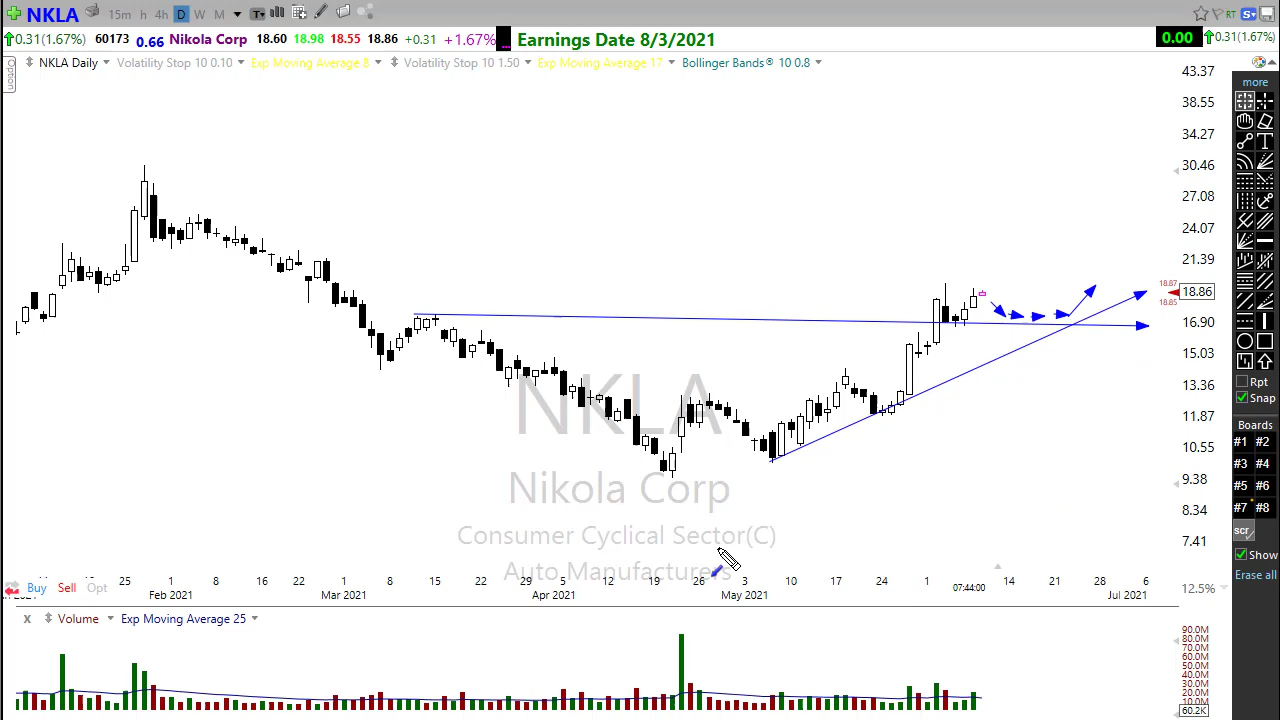 NKLA 15m h 4h D W M T RT S
0.31(1.67%) 60173 0.66 Nikola Corp 18.60 18.98 18.55 18.86 +0.31 +1.67% Earnings Date 8/3/2021 0.00 0.31(1.67%)
NKLA Daily Volatility Stop 10 0.10 Exp Moving Average 8 Volatility Stop 10 1.50 Exp Moving Average 17 Bollinger Bands® 10 0.8
Option
43.37
38.55
34.27
30.46
27.08
24.07
21.39
18.87
18.86
18.85
16.90
15.03
13.36
11.87
10.55
9.38
8.34
7.41
12.5%
more
T
Rpt
Snap
Boards
#1 #2
#3 #4
#5 #6
#7 #8
scr
Show
Erase all
NKLA
Nikola Corp
Consumer Cyclical Sector(C)
Auto Manufacturers
25 1 8 16 22 1 8 15 22 29 5 12 19 26 3 10 17 24 1 07:44:00 14 21 28 6
Feb 2021 Mar 2021 Apr 2021 May 2021 Jul 2021
Buy Sell Opt
X Volume Exp Moving Average 25
90.0M
80.0M
70.0M
60.0M
50.0M
40.0M
30.0M
20.0M
10.0M
60.2K